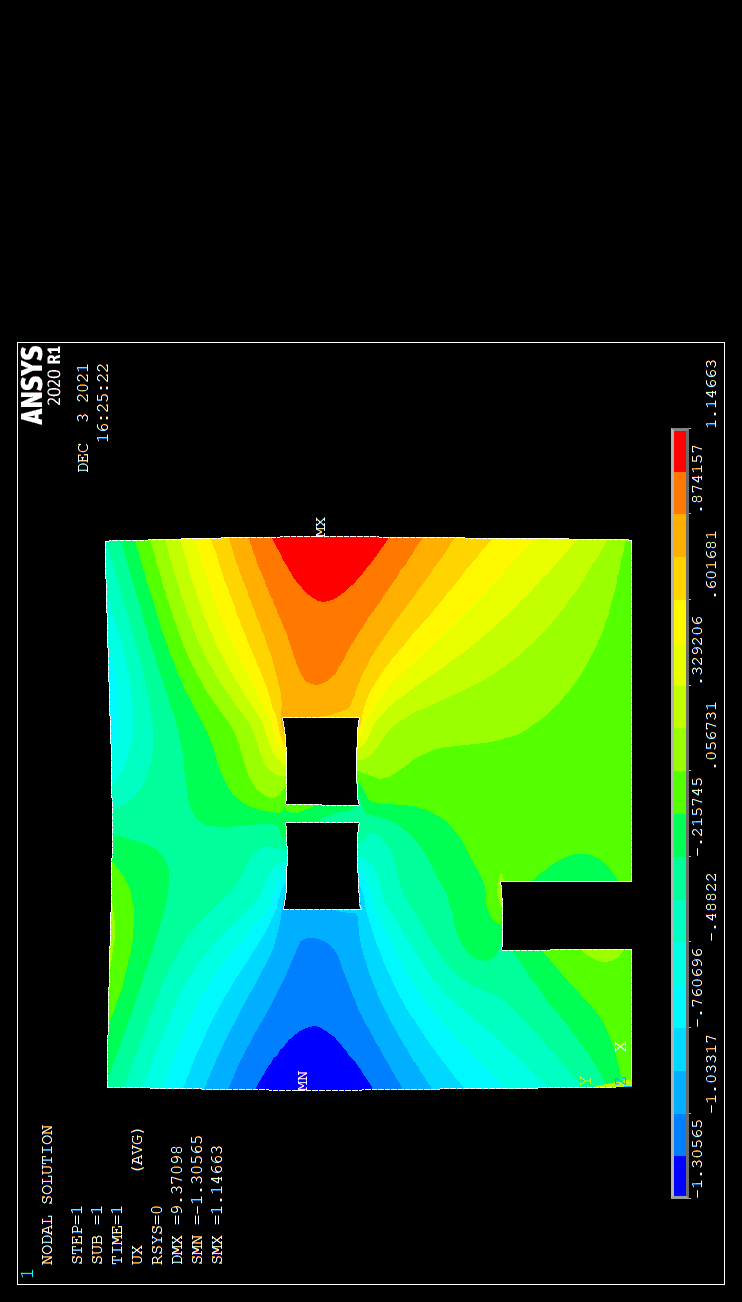 1
NODAL SOLUTION
STEP=1
SUB =1
TIME=1
UX (AVG)
RSYS=0
DMX =9.37098
SMN =-1.30565
SMX =1.14663
ANSYS
2020 R1
DEC 3 2021
16:25:22
MN
MX
Y
Z X
-1.30565
-1.03317
-.760696
-.48822
-.215745
.056731
.329206
.601681
.874157
1.14663